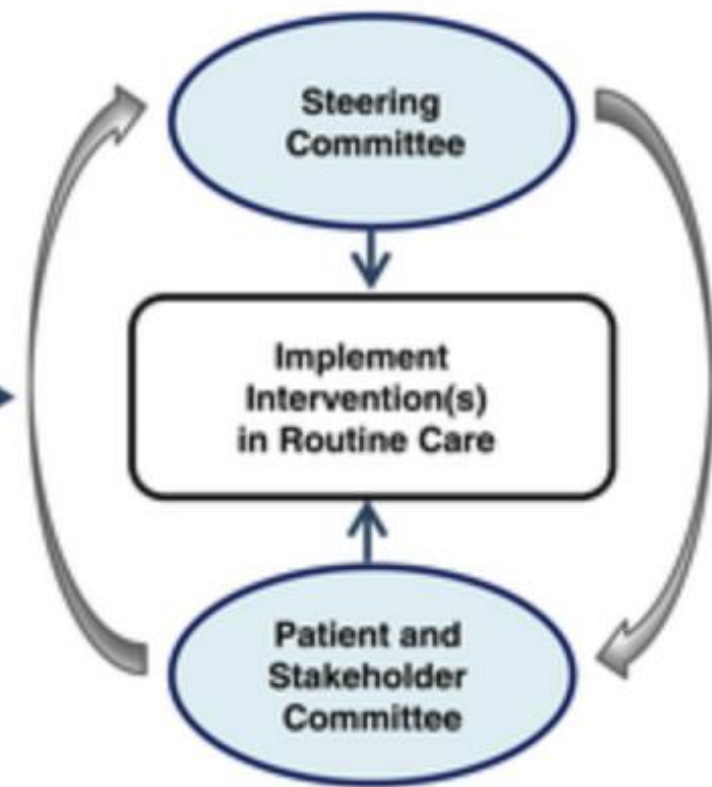 Steering
Committee
Implement
Intervention(s)
in Routine Care
Patient and
Stakeholder
Committee